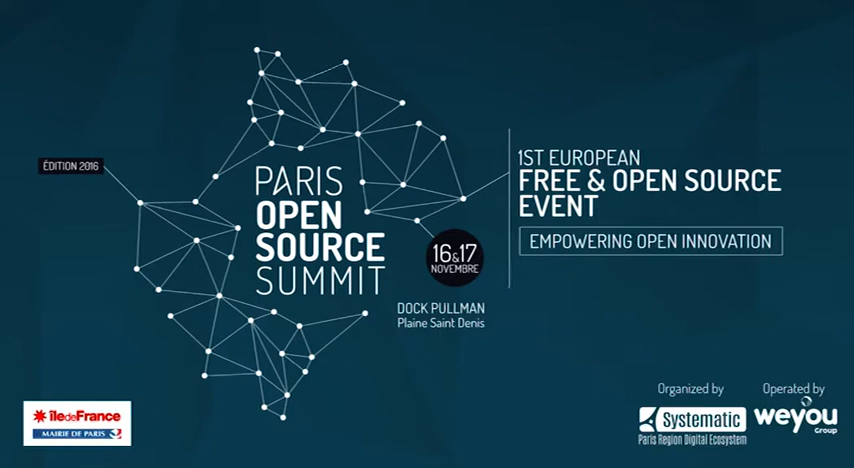 ÉDITION 2016
PARIS
OPEN
SOURCE
SUMMIT
16&17
NOVEMBRE
DOCK PULLMAN
Plaine Saint Denis
1ST EUROPEAN
FREE & OPEN SOURCE
EVENT
EMPOWERING OPEN INNOVATION
îledeFrance
MAIRIE DE PARIS
Organized by
Systematic
Paris Region Digital Ecosystem
Operated by
weyou
Group